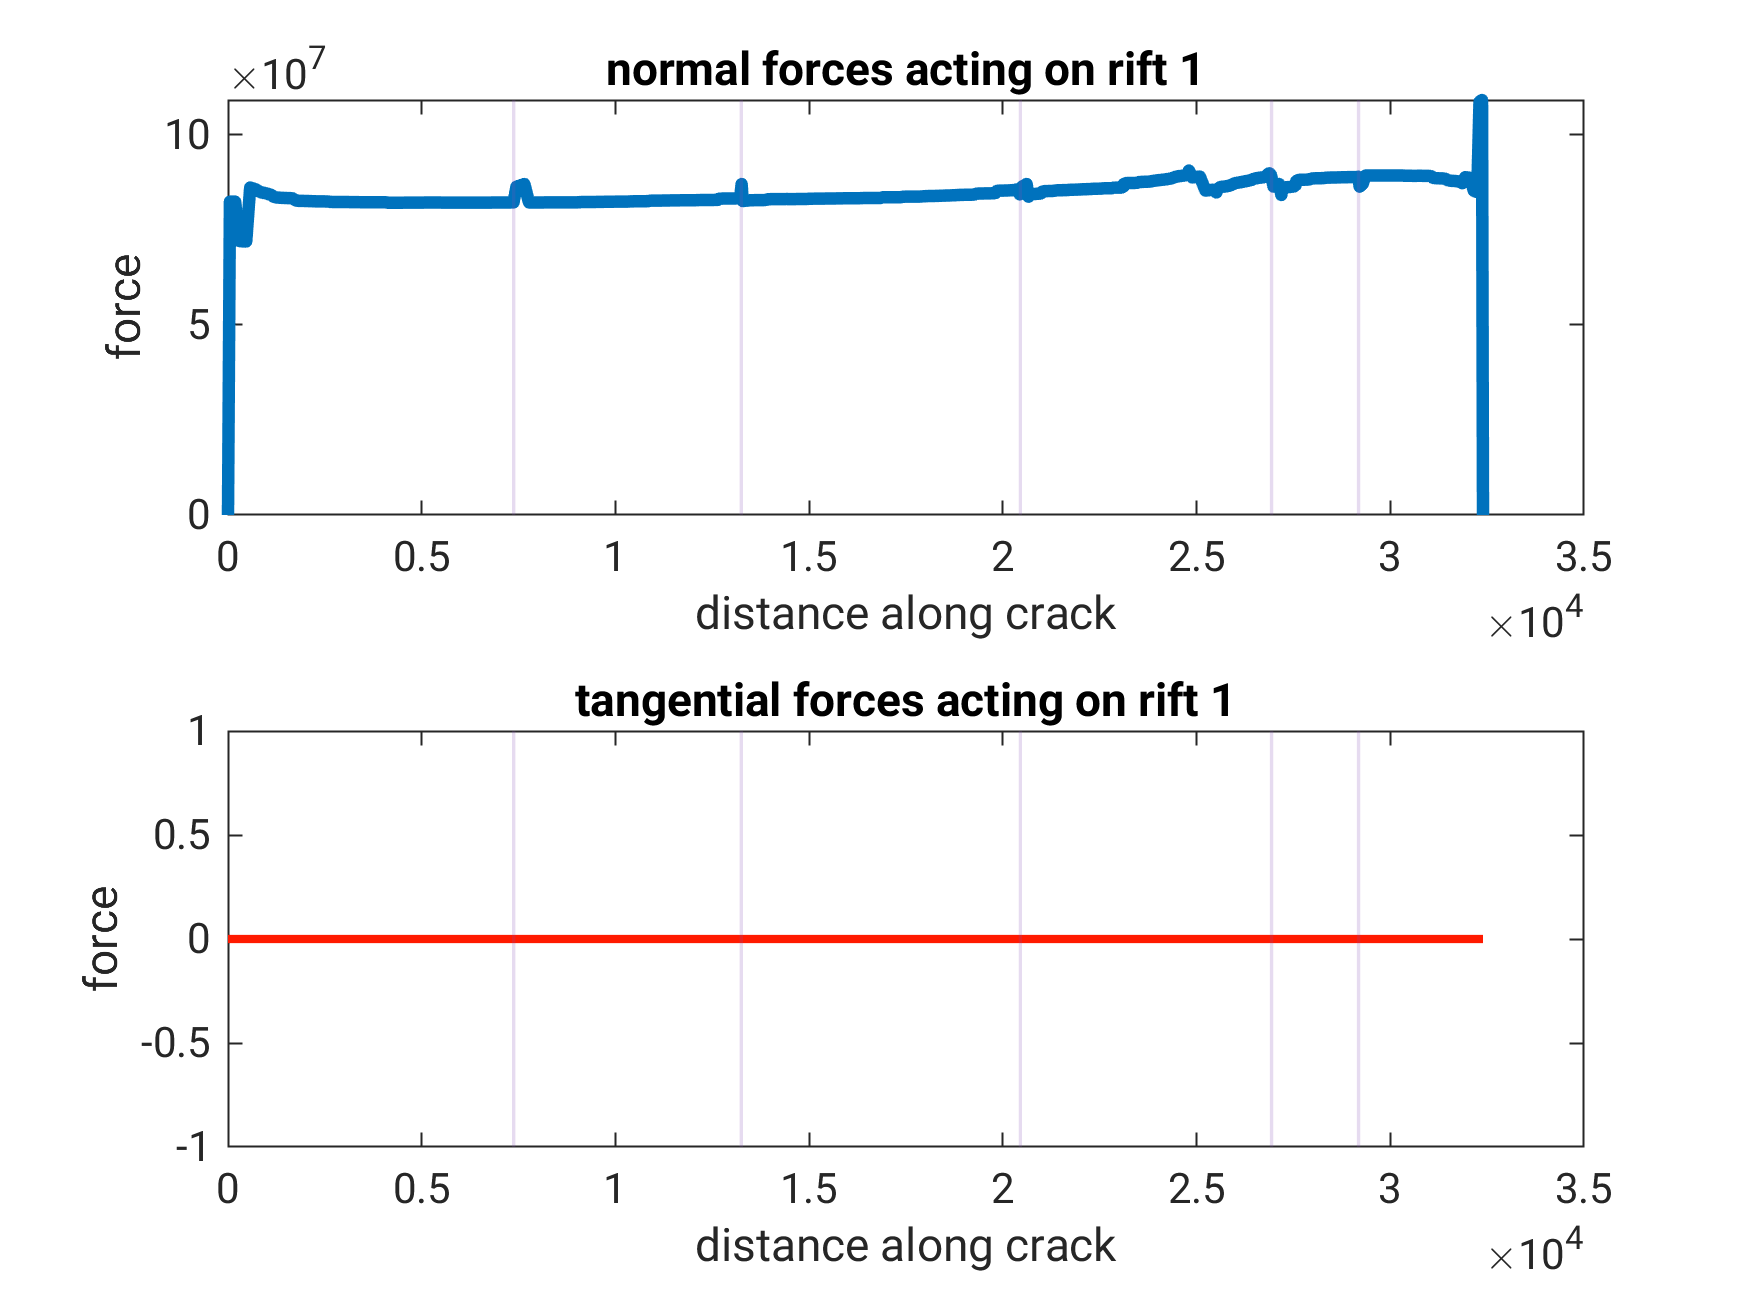 ×10^7
normal forces acting on rift 1
10
5
0
force
0 0.5 1 1.5 2 2.5 3 3.5
distance along crack
×10^4
tangential forces acting on rift 1
1
0.5
0
-0.5
-1
force
0 0.5 1 1.5 2 2.5 3 3.5
distance along crack
×10^4